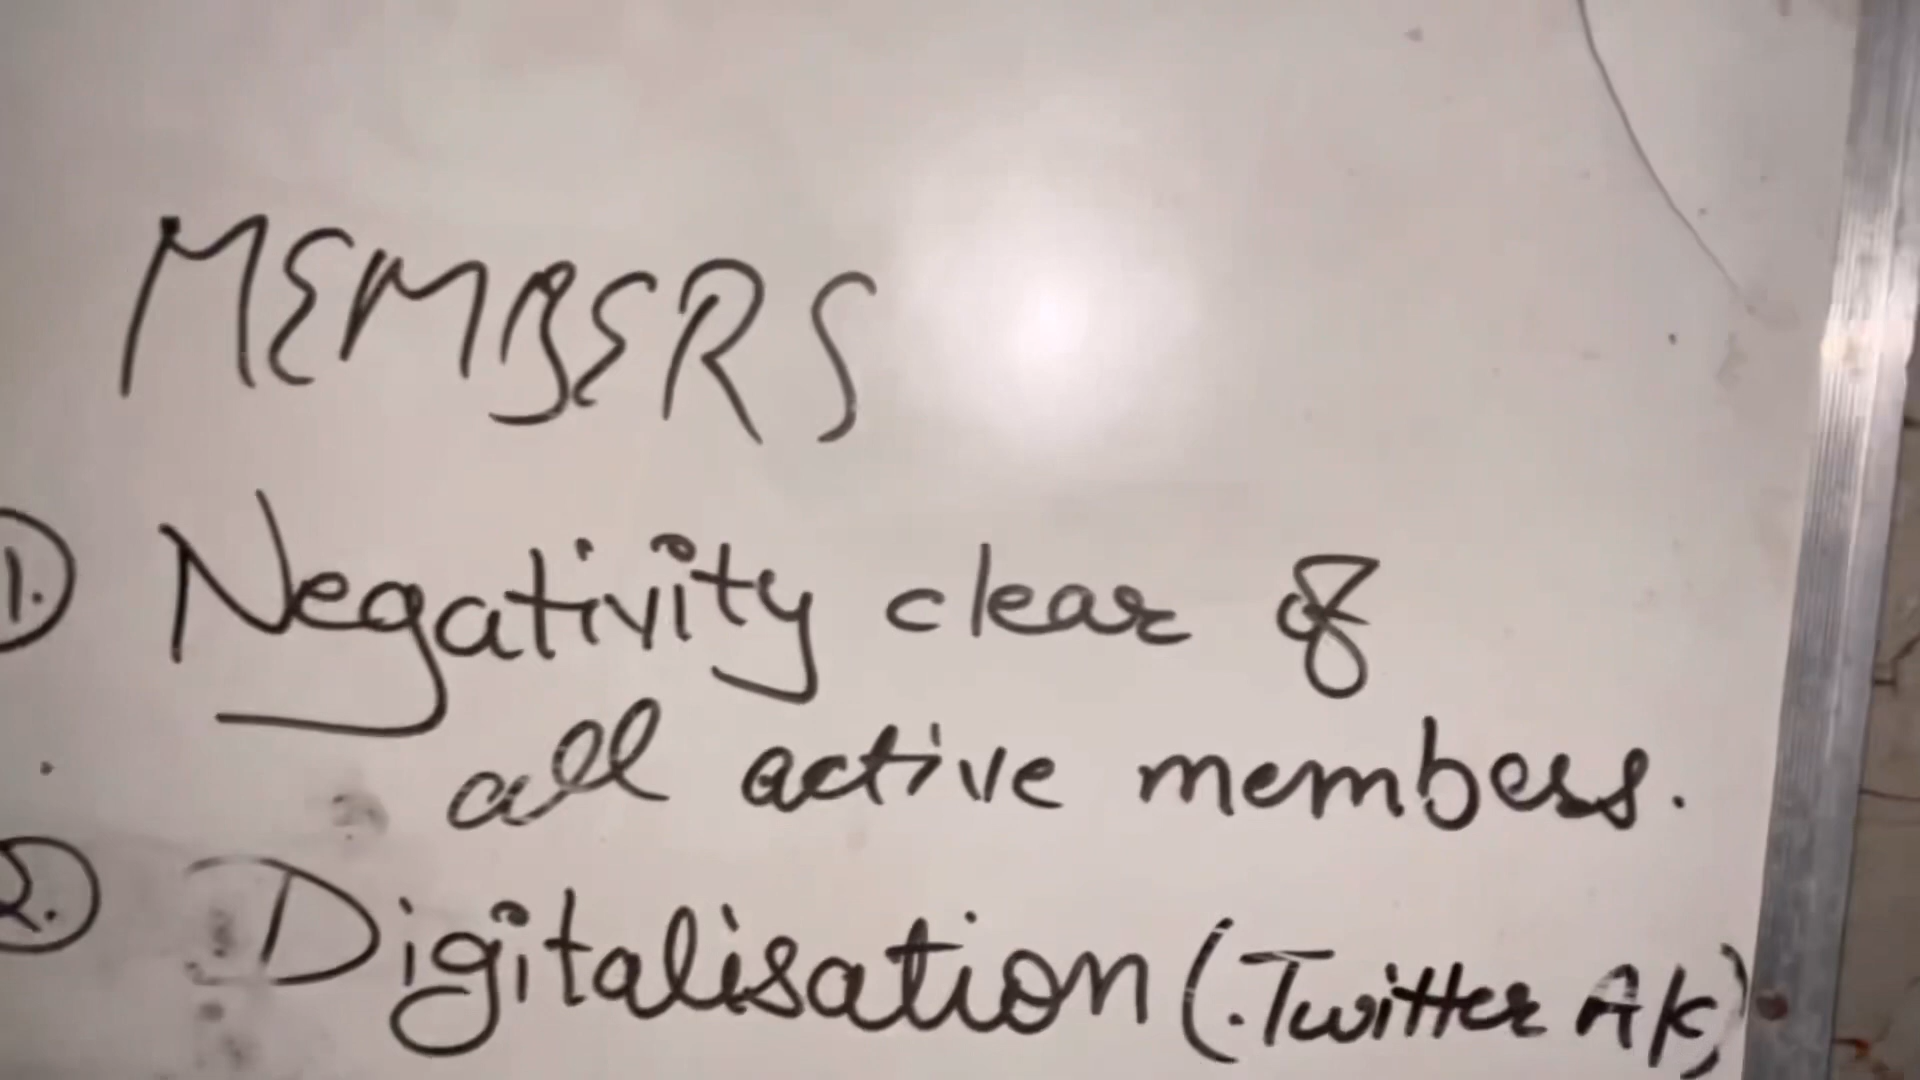 MEMBERS
1. Negativity clear of
all active members.
2. Digitalisation (Twitter A/c)